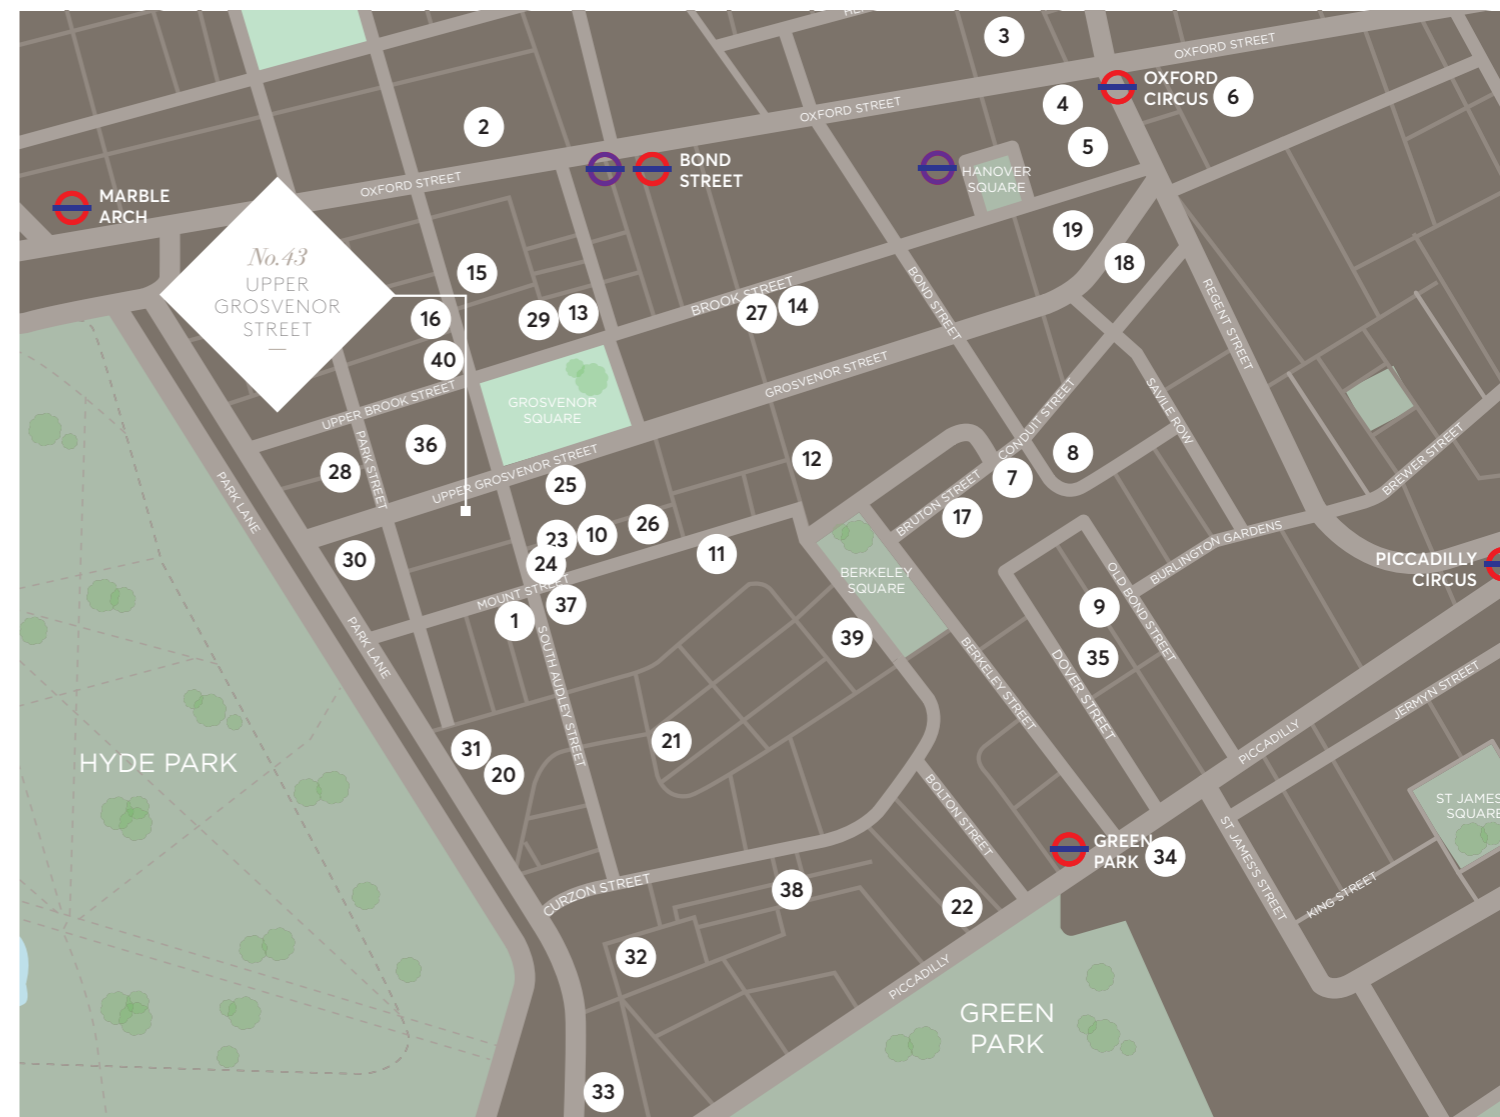 3
OXFORD STREET
OXFORD
CIRCUS
6
4
5
OXFORD STREET
2
BOND
STREET
HANOVER
SQUARE
OXFORD STREET
MARBLE
ARCH
No.43
UPPER
GROSVENOR
STREET
—
19
18
15
16
29
13
BROOK STREET
27
14
BOND STREET
REGENT STREET
40
UPPER BROOK STREET
GROSVENOR
SQUARE
GROSVENOR STREET
SAVILE ROW
CONDUIT STREET
36
28
PARK STREET
UPPER GROSVENOR STREET
25
12
8
7
BREWER STREET
PARK LANE
BRUTON STREET
17
26
23
10
24
11
30
MOUNT STREET
1
37
BERKELEY
SQUARE
BURLINGTON GARDENS
PICCADILLY
CIRCUS
OLD BOND STREET
9
35
39
PARK LANE
SOUTH AUDLEY STREET
BERKELEY STREET
DOVER STREET
JERMYN STREET
PICCADILLY
HYDE PARK
31
20
21
BOLTON STREET
ST JAMES'S STREET
ST JAMES
SQUARE
GREEN
PARK
34
KING STREET
CURZON STREET
38
22
32
PICCADILLY
GREEN
PARK
33